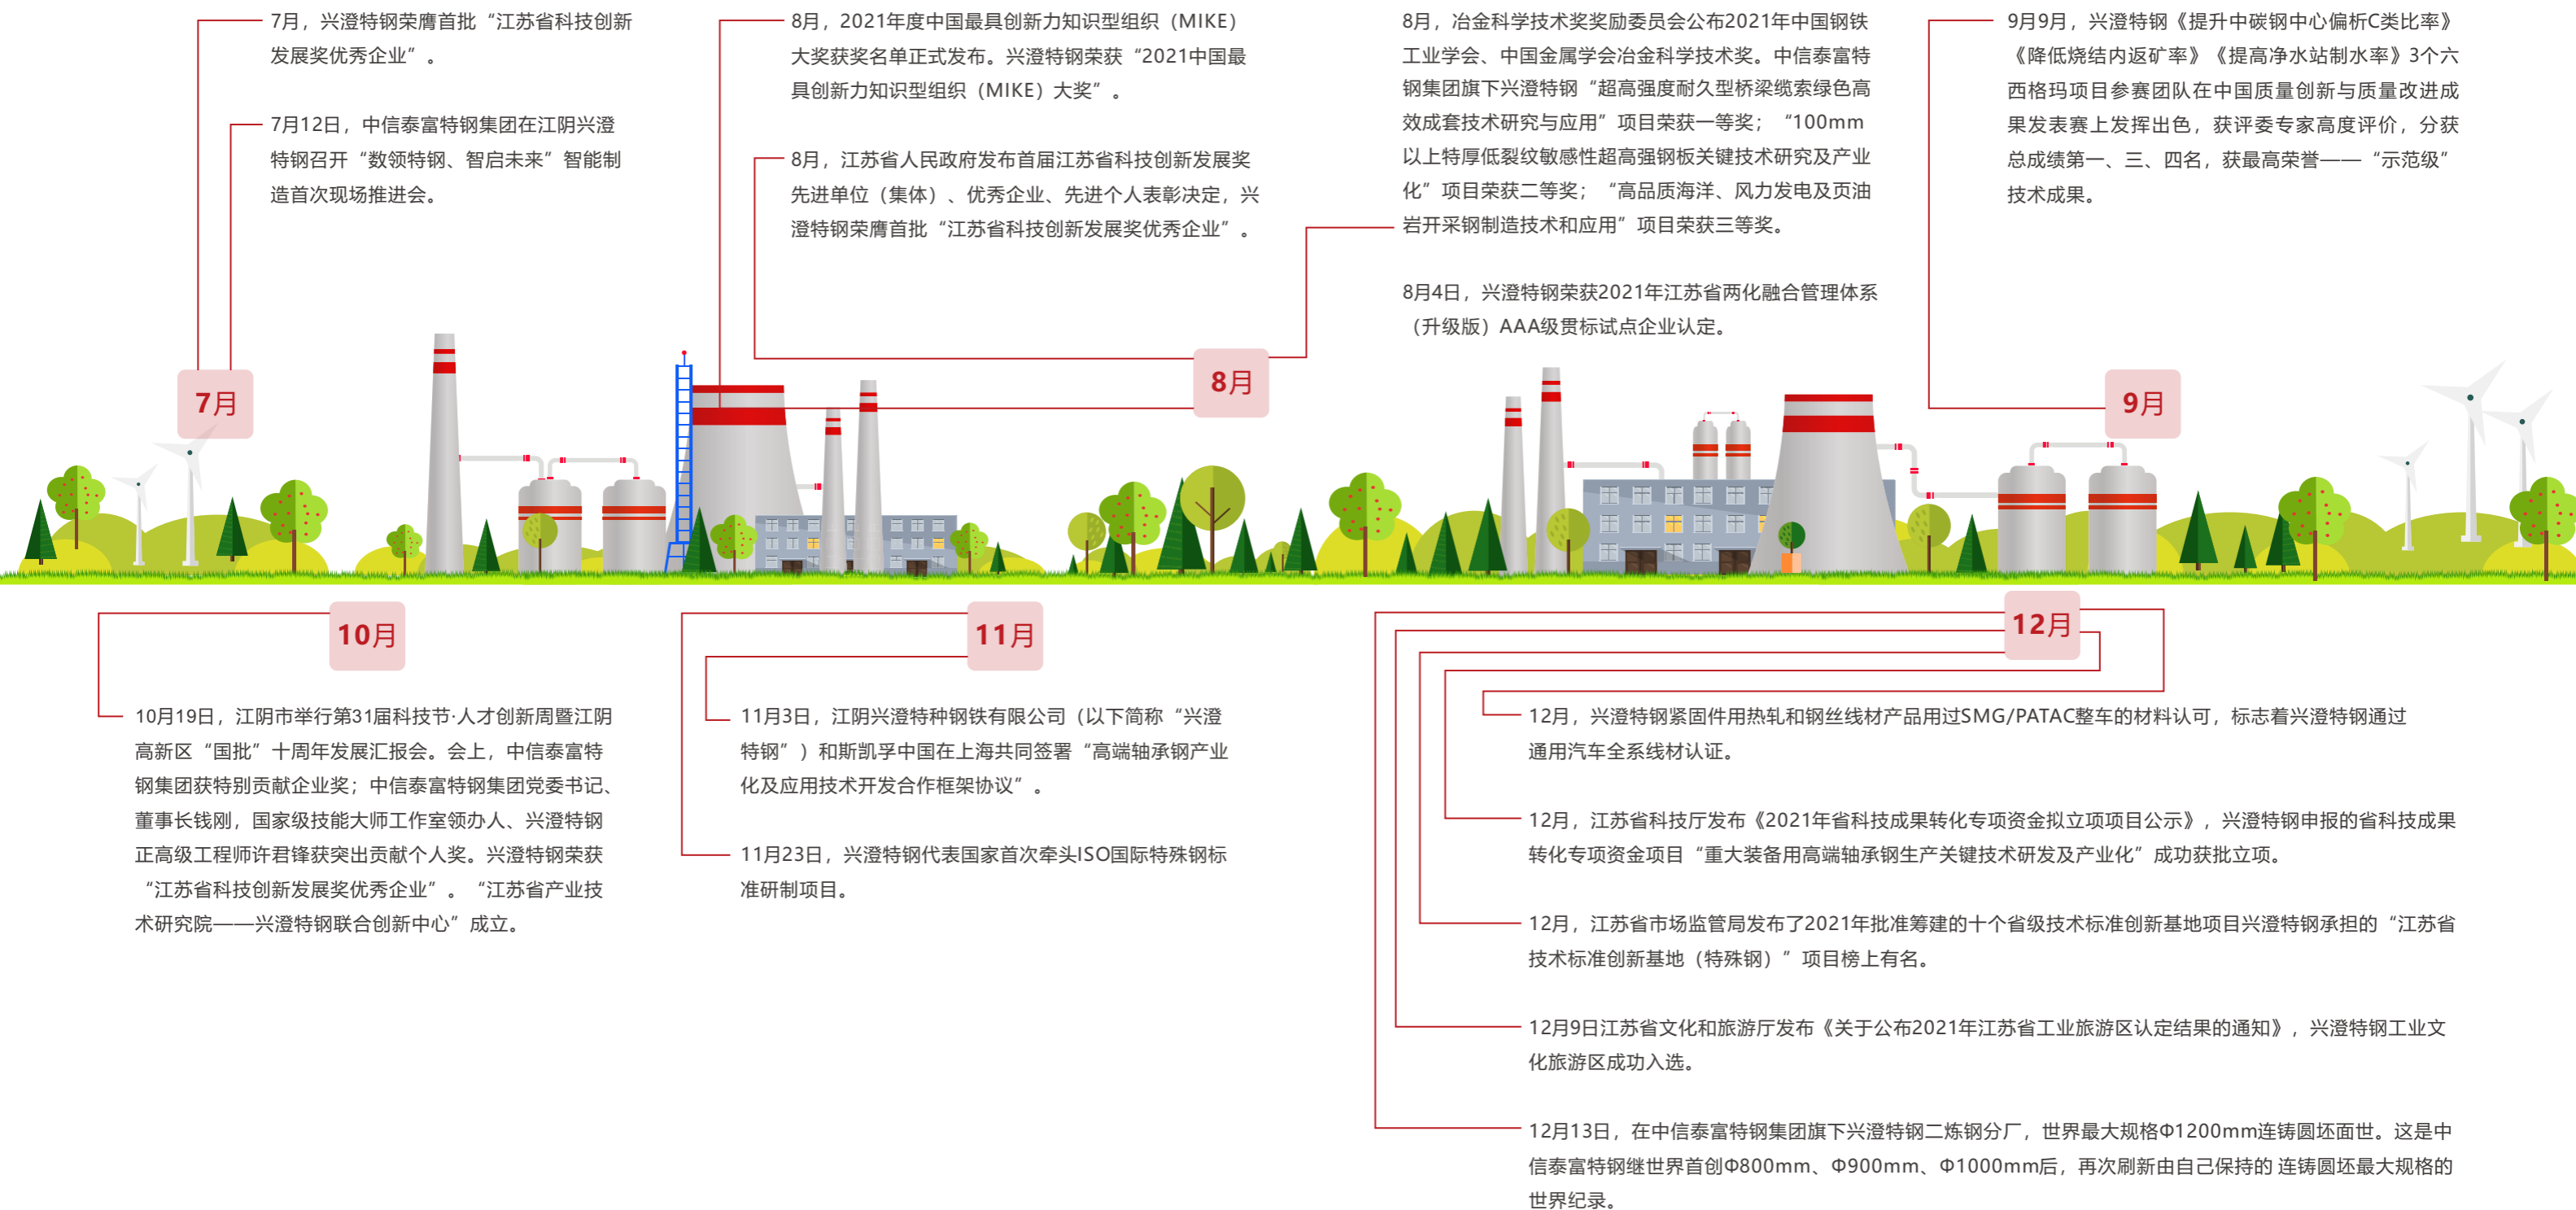 7月，兴澄特钢荣膺首批“江苏省科技创新
发展奖优秀企业”。
7月12日，中信泰富特钢集团在江阴兴澄
特钢召开“数领特钢、智启未来”智能制
造首次现场推进会。
7月
8月，2021年度中国最具创新力知识型组织（MIKE）
大奖获奖名单正式发布。兴澄特钢荣获“2021中国最
具创新力知识型组织（MIKE）大奖”。
8月，江苏省人民政府发布首届江苏省科技创新发展奖
先进单位（集体）、优秀企业、先进个人表彰决定，兴
澄特钢荣膺首批“江苏省科技创新发展奖优秀企业”。
8月，冶金科学技术奖奖励委员会公布2021年中国钢铁
工业学会、中国金属学会冶金科学技术奖。中信泰富特
钢集团旗下兴澄特钢“超高强度耐久型桥梁缆索绿色高
效成套技术研究与应用”项目荣获一等奖；“100mm
以上特厚低裂纹敏感性超高强钢板关键技术研究及产业
化”项目荣获二等奖；“高品质海洋、风力发电及页油
岩开采钢制造技术和应用”项目荣获三等奖。
8月4日，兴澄特钢荣获2021年江苏省两化融合管理体系
（升级版）AAA级贯标试点企业认定。
8月
9月9月，兴澄特钢《提升中碳钢中心偏析C类比率》
《降低烧结内返矿率》《提高净水站制水率》3个六
西格玛项目参赛团队在中国质量创新与质量改进成
果发表赛上发挥出色，获评委专家高度评价，分获
总成绩第一、三、四名，获最高荣誉——“示范级”
技术成果。
9月
10月
10月19日，江阴市举行第31届科技节·人才创新周暨江阴
高新区“国批”十周年发展汇报会。会上，中信泰富特
钢集团获特别贡献企业奖；中信泰富特钢集团党委书记、
董事长钱刚，国家级技能大师工作室领办人、兴澄特钢
正高级工程师许君锋获突出贡献个人奖。兴澄特钢荣获
“江苏省科技创新发展奖优秀企业”。“江苏省产业技
术研究院——兴澄特钢联合创新中心”成立。
11月
11月3日，江阴兴澄特种钢铁有限公司（以下简称“兴澄
特钢”）和斯凯孚中国在上海共同签署“高端轴承钢产业
化及应用技术开发合作框架协议”。
11月23日，兴澄特钢代表国家首次牵头ISO国际特殊钢标
准研制项目。
12月
12月，兴澄特钢紧固件用热轧和钢丝线材产品用过SMG/PATAC整车的材料认可，标志着兴澄特钢通过
通用汽车全系线材认证。
12月，江苏省科技厅发布《2021年省科技成果转化专项资金拟立项项目公示》，兴澄特钢申报的省科技成果
转化专项资金项目“重大装备用高端轴承钢生产关键技术研发及产业化”成功获批立项。
12月，江苏省市场监管局发布了2021年批准筹建的十个省级技术标准创新基地项目兴澄特钢承担的“江苏省
技术标准创新基地（特殊钢）”项目榜上有名。
12月9日江苏省文化和旅游厅发布《关于公布2021年江苏省工业旅游区认定结果的通知》，兴澄特钢工业文
化旅游区成功入选。
12月13日，在中信泰富特钢集团旗下兴澄特钢二炼钢分厂，世界最大规格Φ1200mm连铸圆坯面世。这是中
信泰富特钢继世界首创Φ800mm、Φ900mm、Φ1000mm后，再次刷新由自己保持的 连铸圆坯最大规格的
世界纪录。